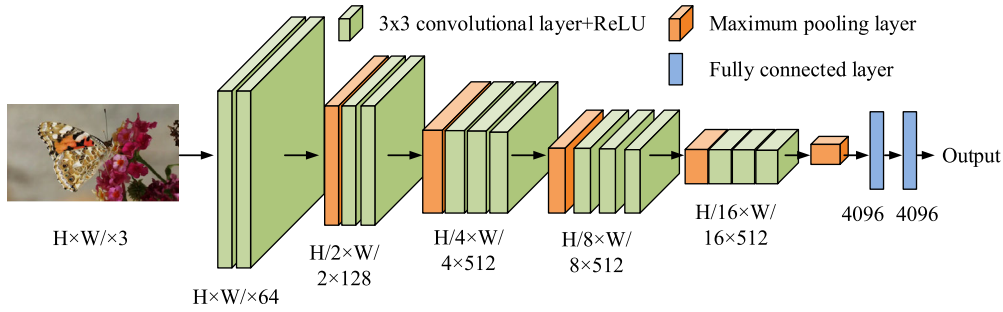 3x3 convolutional layer+ReLU
Maximum pooling layer
Fully connected layer
H×W/×3
H×W/×64
H/2×W/
2×128
H/4×W/
4×512
H/8×W/
8×512
H/16×W/
16×512
4096
4096
Output